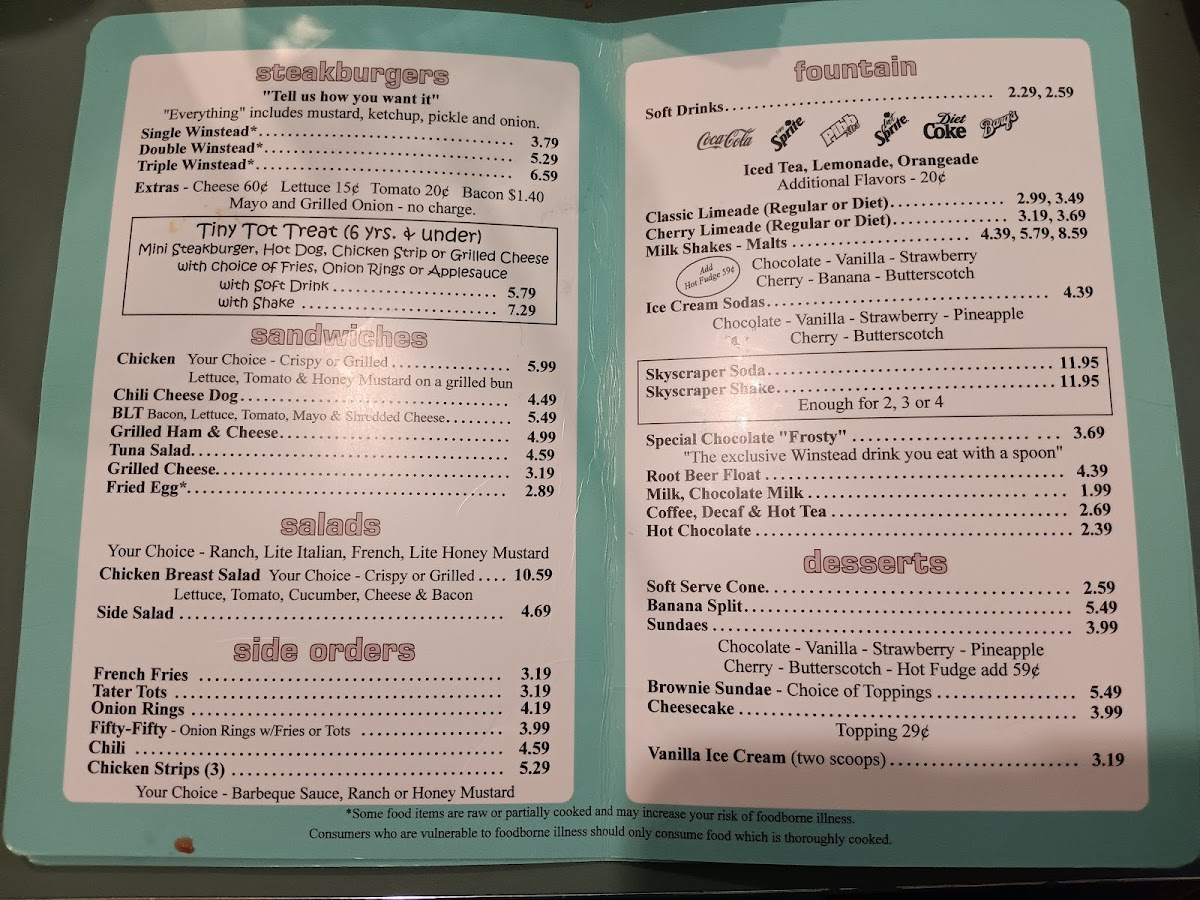 steakburgers
"Tell us how you want it"
"Everything" includes mustard, ketchup, pickle and onion.
Single Winstead*........................................ 3.79
Double Winstead*........................................ 5.29
Triple Winstead*........................................ 6.59
Extras - Cheese 60¢ Lettuce 15¢ Tomato 20¢ Bacon $1.40
Mayo and Grilled Onion - no charge.
Tiny Tot Treat (6 yrs. & under)
Mini Steakburger, Hot Dog, Chicken Strip or Grilled Cheese
with choice of Fries, Onion Rings or Applesauce
with Soft Drink........................... 5.79
with Shake ................................ 7.29
sandwiches
Chicken Your Choice - Crispy or Grilled.................. 5.99
Lettuce, Tomato & Honey Mustard on a grilled bun
Chili Cheese Dog........................................ 4.49
BLT Bacon, Lettuce, Tomato, Mayo & Shredded Cheese.......... 5.49
Grilled Ham & Cheese.................................. 4.99
Tuna Salad................................................ 4.59
Grilled Cheese............................................ 3.19
Fried Egg*................................................ 2.89
salads
Your Choice - Ranch, Lite Italian, French, Lite Honey Mustard
Chicken Breast Salad Your Choice - Crispy or Grilled.... 10.59
Lettuce, Tomato, Cucumber, Cheese & Bacon
Side Salad ................................................ 4.69
side orders
French Fries ............................................ 3.19
Tater Tots ................................................ 3.19
Onion Rings .............................................. 4.19
Fifty-Fifty - Onion Rings w/Fries or Tots .................. 3.99
Chili ...................................................... 4.59
Chicken Strips (3) ...................................... 5.29
Your Choice - Barbeque Sauce, Ranch or Honey Mustard
fountain
Soft Drinks........................................ 2.29, 2.59
Coca-Cola Sprite Pibb Xtra diet Sprite Diet Coke Barq's
Iced Tea, Lemonade, Orangeade
Additional Flavors - 20¢
Classic Limeade (Regular or Diet)................ 2.99, 3.49
Cherry Limeade (Regular or Diet)................ 3.19, 3.69
Milk Shakes - Malts ........................ 4.39, 5.79, 8.59
Add
Hot Fudge 59¢
Chocolate - Vanilla - Strawberry
Cherry - Banana - Butterscotch
Ice Cream Sodas........................................ 4.39
Chocolate - Vanilla - Strawberry - Pineapple
Cherry - Butterscotch
Skyscraper Soda........................................ 11.95
Skyscraper Shake........................................ 11.95
Enough for 2, 3 or 4
Special Chocolate "Frosty" .............................. 3.69
"The exclusive Winstead drink you eat with a spoon"
Root Beer Float ........................................ 4.39
Milk, Chocolate Milk .................................. 1.99
Coffee, Decaf & Hot Tea ................................ 2.69
Hot Chocolate .......................................... 2.39
desserts
Soft Serve Cone.......................................... 2.59
Banana Split.............................................. 5.49
Sundaes .................................................. 3.99
Chocolate - Vanilla - Strawberry - Pineapple
Cherry - Butterscotch - Hot Fudge add 59¢
Brownie Sundae - Choice of Toppings .................. 5.49
Cheesecake .............................................. 3.99
Topping 29¢
Vanilla Ice Cream (two scoops).......................... 3.19
*Some food items are raw or partially cooked and may increase your risk of foodborne illness.
Consumers who are vulnerable to foodborne illness should only consume food which is thoroughly cooked.